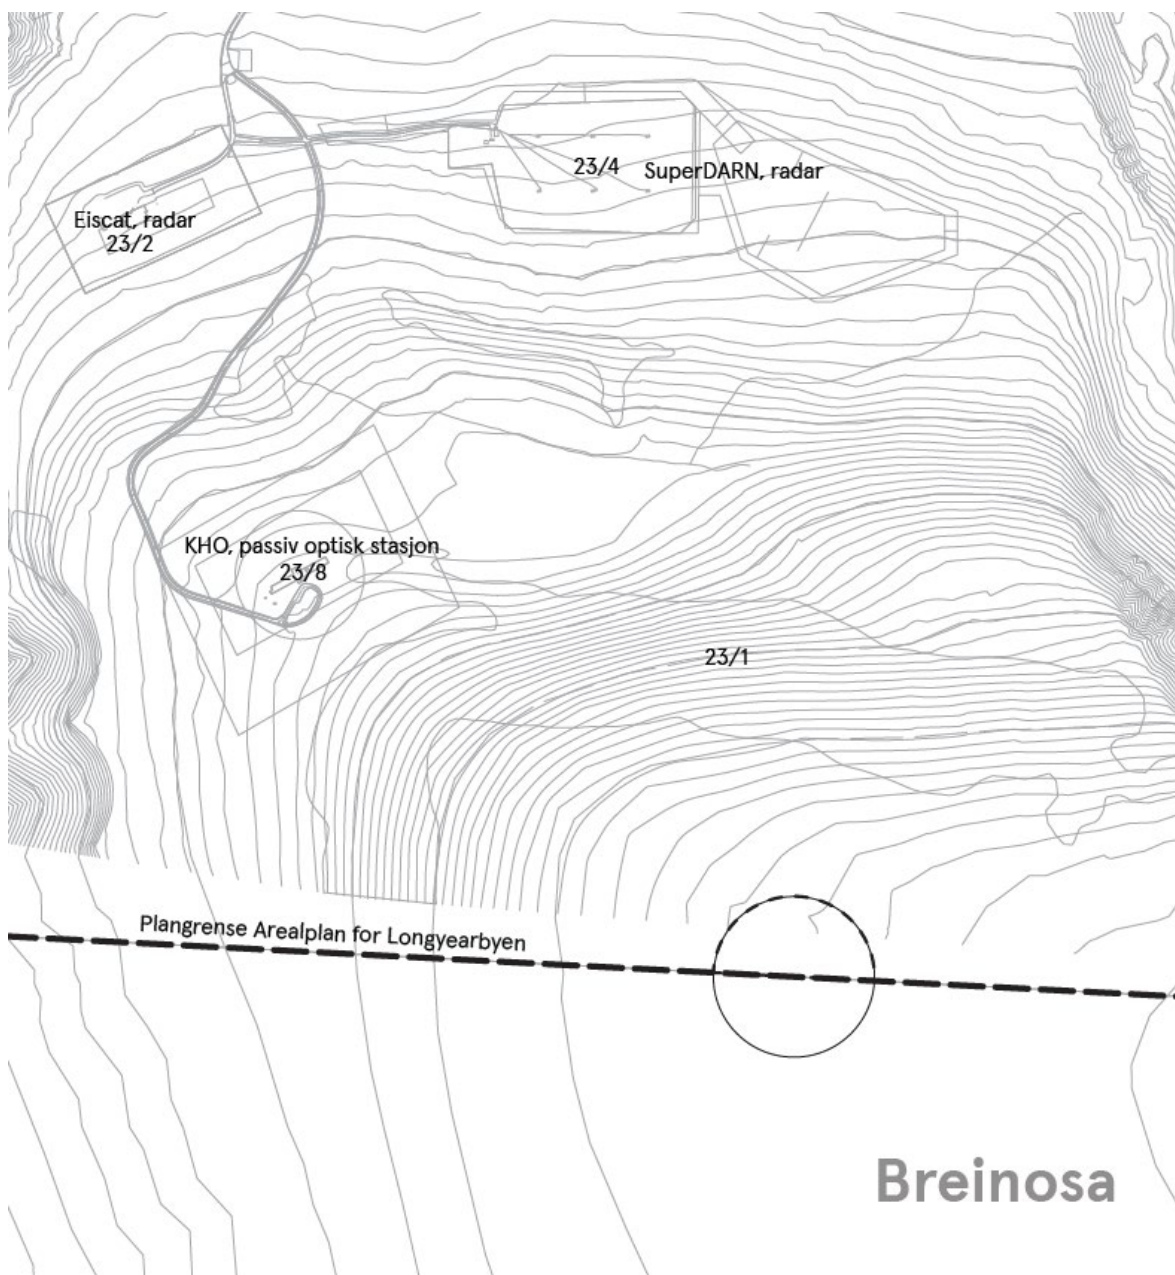 23/4
SuperDARN, radar
Eiscat, radar
23/2
KHO, passiv optisk stasjon
23/8
23/1
Plangrense Arealplan for Longyearbyen
Breinosa